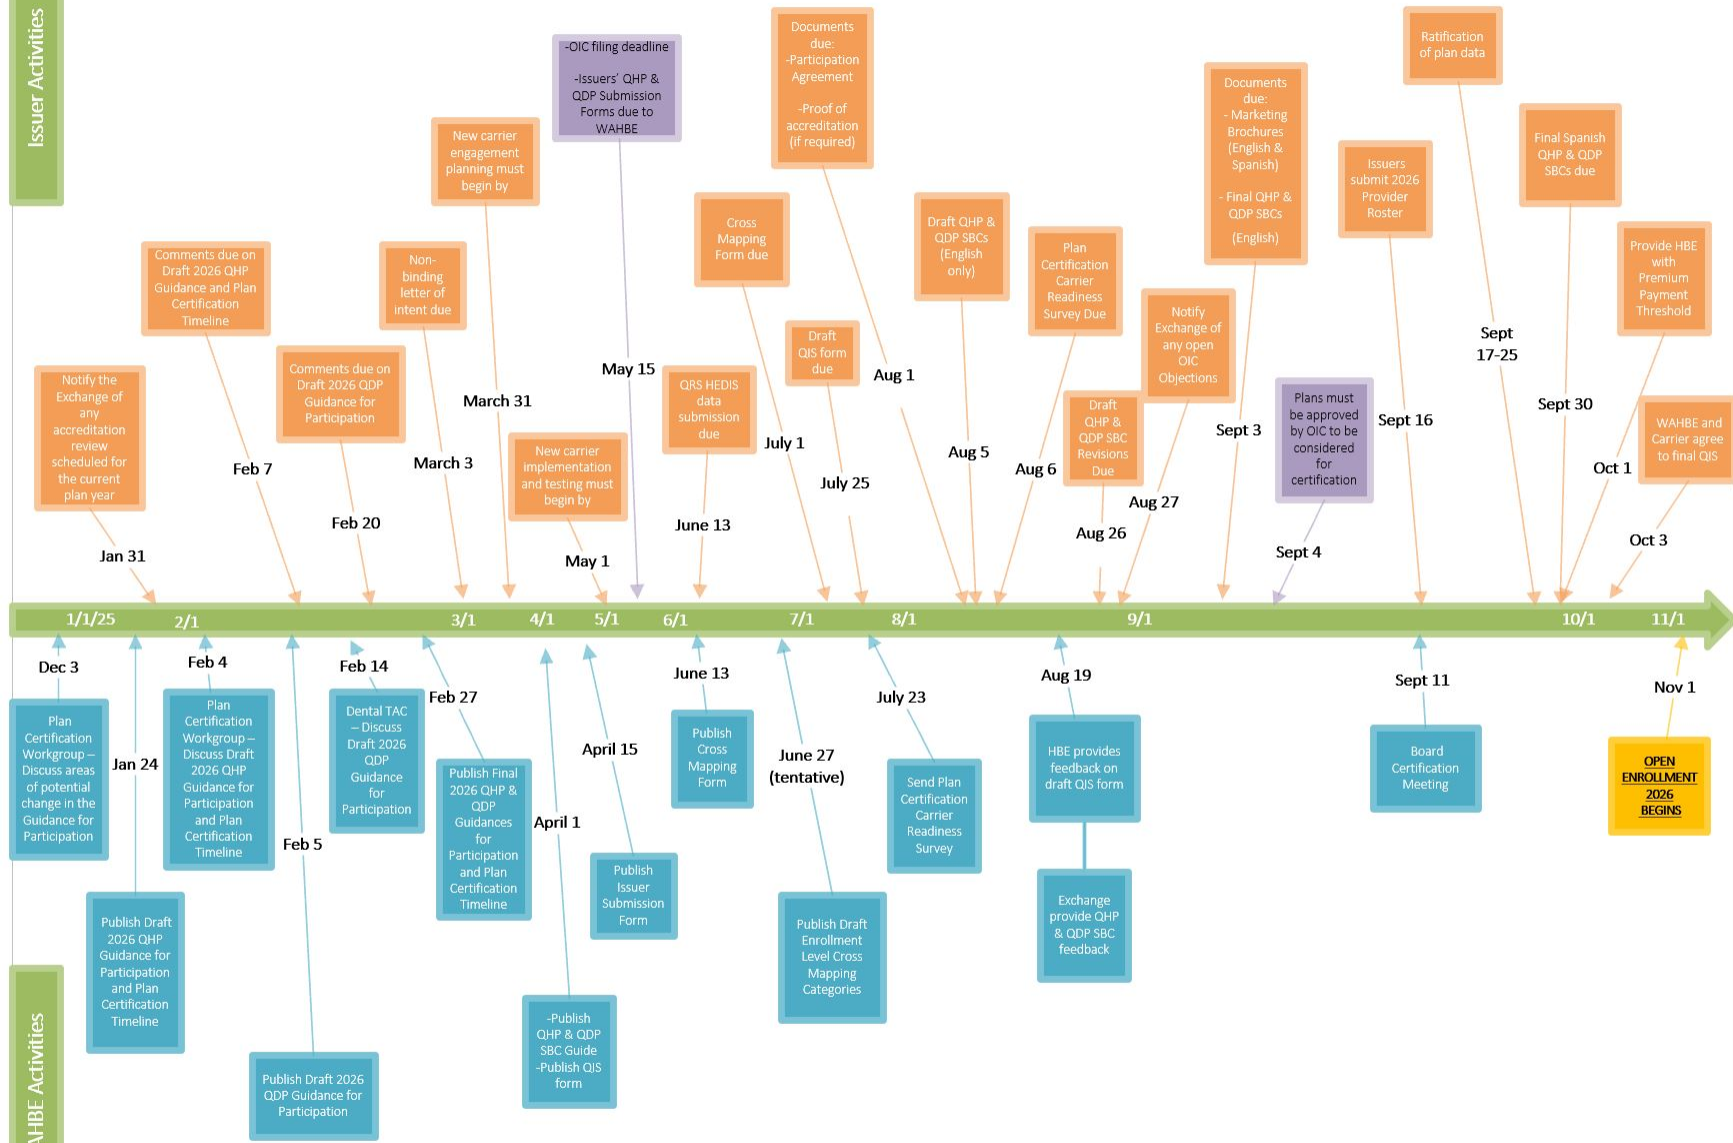 Issuer Activities
Notify the
Exchange of
any
accreditation
review
scheduled for
the current
plan year
Jan 31
Comments due on
Draft 2026 QHP
Guidance and Plan
Certification
Timeline
Feb 7
Comments due on
Draft 2026 QDP
Guidance for
Participation
Feb 20
Non-
binding
letter of
intent due
March 3
New carrier
engagement
planning must
begin by
March 31
New carrier
implementation
and testing must
begin by
May 1
-OIC filing deadline
-Issuers' QHP &
QDP Submission
Forms due to
WAHBE
May 15
QRS HEDIS
data
submission
due
June 13
Cross
Mapping
Form due
July 1
Draft
QIS form
due
July 25
Documents
due:
-Participation
Agreement
-Proof of
accreditation
(if required)
Aug 1
Draft QHP &
QDP SBCs
(English
only)
Aug 5
Plan
Certification
Carrier
Readiness
Survey Due
Aug 6
Draft
QHP &
QDP SBC
Revisions
Due
Aug 26
Notify
Exchange of
any open
OIC
Objections
Aug 27
Documents
due:
- Marketing
Brochures
(English &
Spanish)
- Final QHP &
QDP SBCs
(English)
Sept 3
Plans must
be approved
by OIC to be
considered
for
certification
Sept 4
Issuers
submit 2026
Provider
Roster
Sept 16
Ratification
of plan data
Sept
17-25
Final Spanish
QHP & QDP
SBCs due
Sept 30
Provide HBE
with
Premium
Payment
Threshold
Oct 1
WAHBE and
Carrier agree
to final QIS
Oct 3
1/1/25 2/1 3/1 4/1 5/1 6/1 7/1 8/1 9/1 10/1 11/1
Dec 3
Plan
Certification
Workgroup –
Discuss areas
of potential
change in the
Guidance for
Participation
Jan 24
Publish Draft
2026 QHP
Guidance for
Participation
and Plan
Certification
Timeline
Feb 4
Plan
Certification
Workgroup –
Discuss Draft
2026 QHP
Guidance for
Participation
and Plan
Certification
Timeline
Feb 5
Publish Draft 2026
QDP Guidance for
Participation
Feb 14
Dental TAC
– Discuss
Draft 2026
QDP
Guidance
for
Participation
Feb 27
Publish Final
2026 QHP &
QDP
Guidances
for
Participation
and Plan
Certification
Timeline
April 1
-Publish
QHP & QDP
SBC Guide
-Publish QIS
form
April 15
Publish
Issuer
Submission
Form
June 13
Publish
Cross
Mapping
Form
June 27
(tentative)
Publish Draft
Enrollment
Level Cross
Mapping
Categories
July 23
Send Plan
Certification
Carrier
Readiness
Survey
Aug 19
HBE provides
feedback on
draft QIS form
Exchange
provide QHP
& QDP SBC
feedback
Sept 11
Board
Certification
Meeting
Nov 1
OPEN
ENROLLMENT
2026
BEGINS
AHBE Activities